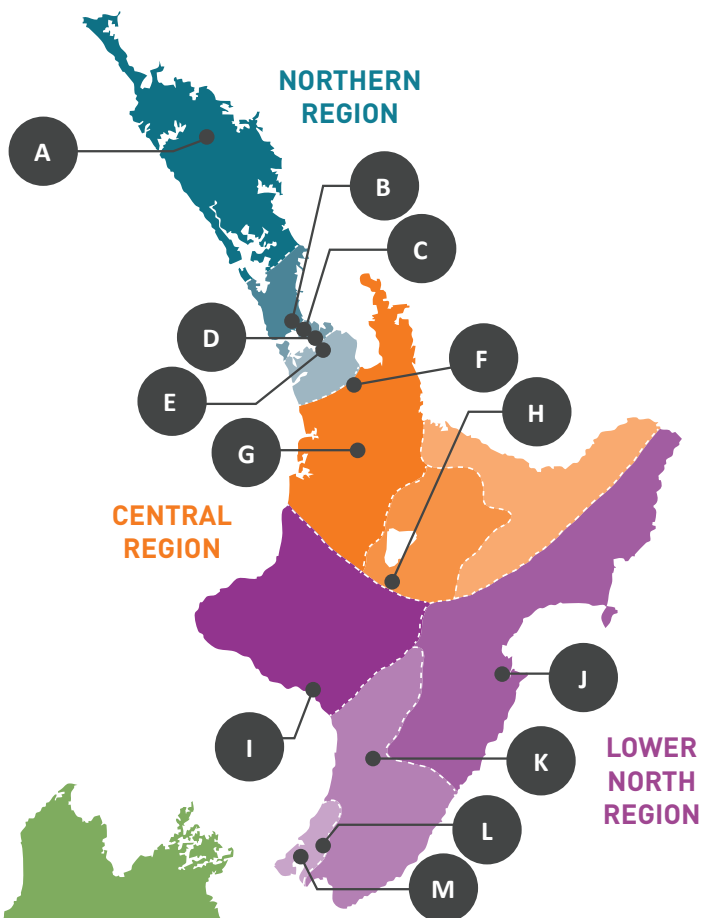 NORTHERN
REGION
A
B
C
D
E
F
H
G
CENTRAL
REGION
J
I
K
LOWER
NORTH
REGION
L
M